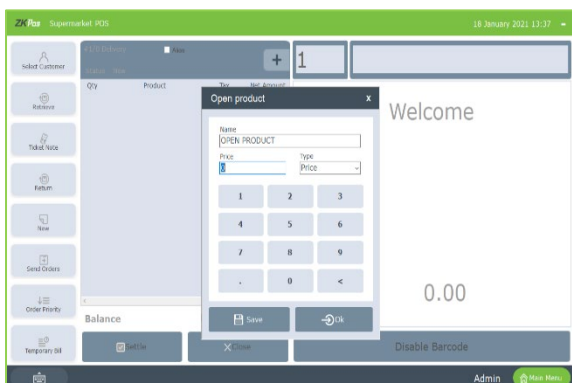 ZKPos Supermarket POS
18 January 2021 13:37
Select Customer
New
+
1
Qty Product Tax Net Amount
Welcome
Open product x
Retrieve
Name
OPEN PRODUCT
Price Type
0 Price
Ticket Note
1 2 3
Return
4 5 6
New
7 8 9
Send Orders
. 0 <
0.00
Order Priority
Balance
Save Ok
Temporary Bill
Settle
Close
Disable Barcode
Admin Main Menu